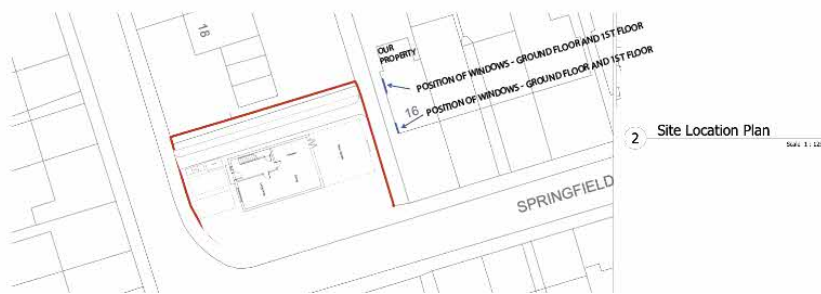 18
OUR
PROPERTY
POSITION OF WINDOWS - GROUND FLOOR AND 1ST FLOOR
POSITION OF WINDOWS - GROUND FLOOR AND 1ST FLOOR
16
2 Site Location Plan
SPRINGFIELD